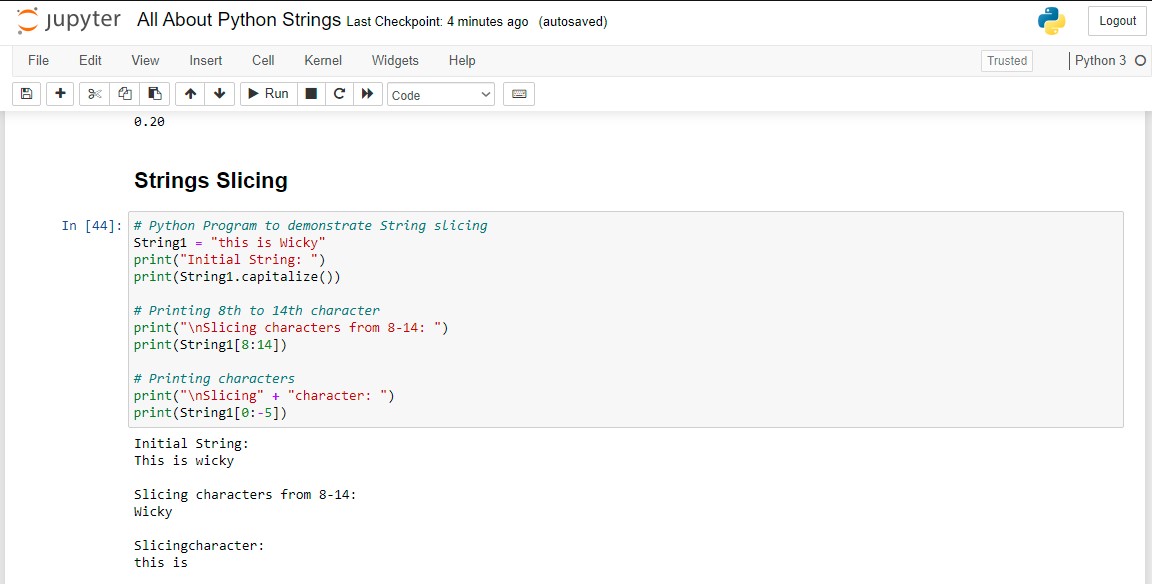 jupyter All About Python Strings Last Checkpoint: 4 minutes ago (autosaved) Logout
File Edit View Insert Cell Kernel Widgets Help Trusted Python 3
Run Code
0.20
Strings Slicing
In [44]: # Python Program to demonstrate String slicing
String1 = "this is Wicky"
print("Initial String: ")
print(String1.capitalize())
# Printing 8th to 14th character
print("\nSlicing characters from 8-14: ")
print(String1[8:14])
# Printing characters
print("\nSlicing" + "character: ")
print(String1[0:-5])
Initial String:
This is wicky
Slicing characters from 8-14:
Wicky
Slicingcharacter:
this is